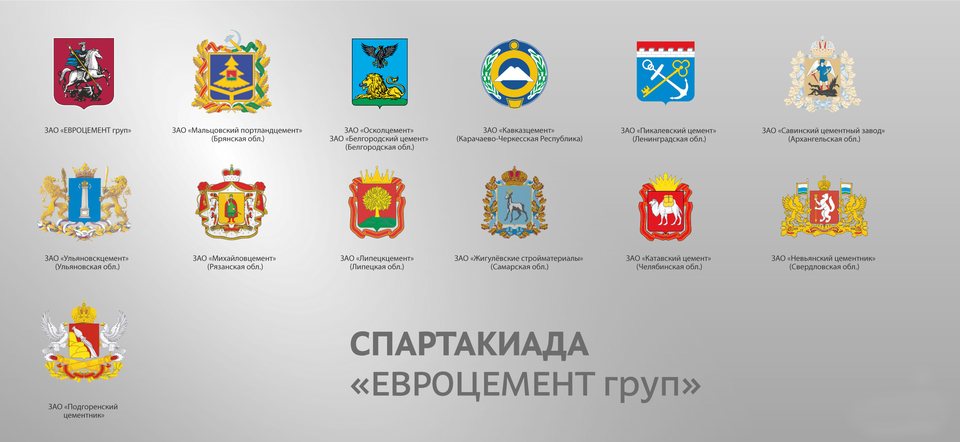 ЗАО «ЕВРОЦЕМЕНТ груп»
ЗАО «Мальцовский портландцемент»
(Брянская обл.)
ЗАО «Осколцемент»
ЗАО «Белгородский цемент»
(Белгородская обл.)
ЗАО «Кавказцемент»
(Карачаево-Черкесская Республика)
ЗАО «Пикалевский цемент»
(Ленинградская обл.)
ЗАО «Савинский цементный завод»
(Архангельская обл.)
ЗАО «Ульяновскцемент»
(Ульяновская обл.)
ЗАО «Михайловцемент»
(Рязанская обл.)
ЗАО «Липецкцемент»
(Липецкая обл.)
ЗАО «Жигулёвские стройматериалы»
(Самарская обл.)
ЗАО «Катавский цемент»
(Челябинская обл.)
ЗАО «Невьянский цементник»
(Свердловская обл.)
ЗАО «Подгоренский
цементник»
СПАРТАКИАДА
«ЕВРОЦЕМЕНТ груп»